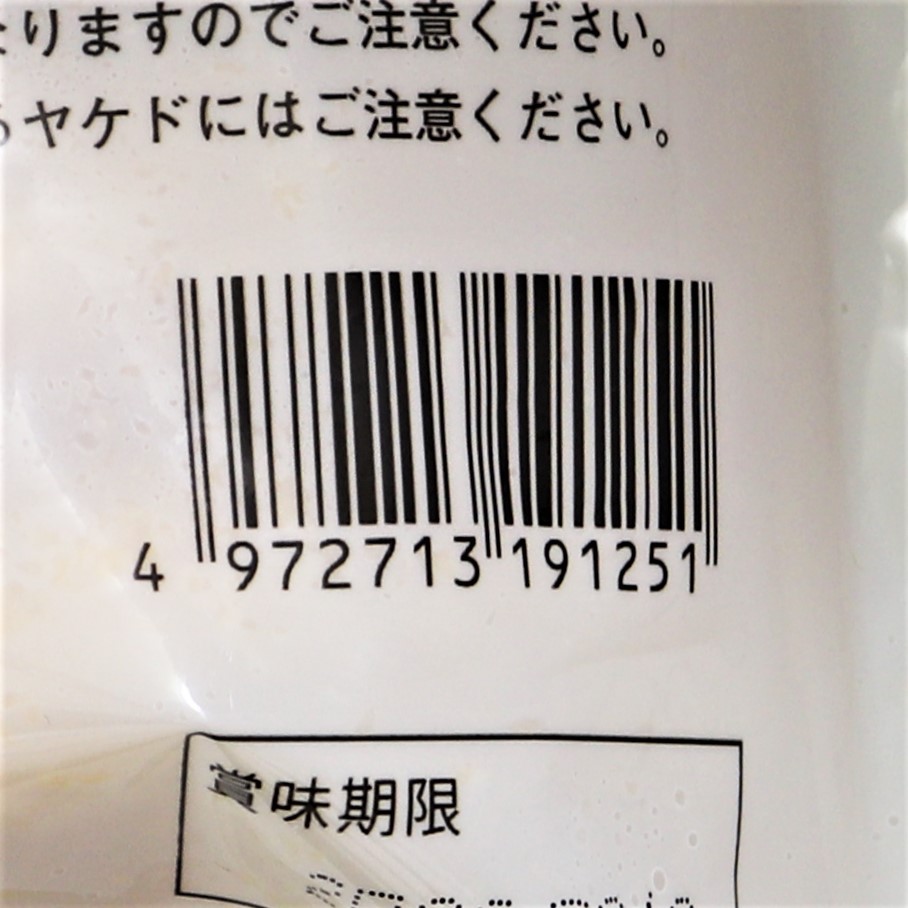 りますのでご注意ください。
ヤケドにはご注意ください。
4 972713 191251
賞味期限